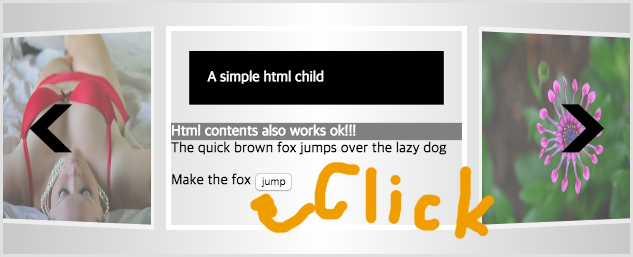 A simple html child
Html contents also works ok!!!
The quick brown fox jumps over the lazy dog
Make the fox jump
Click